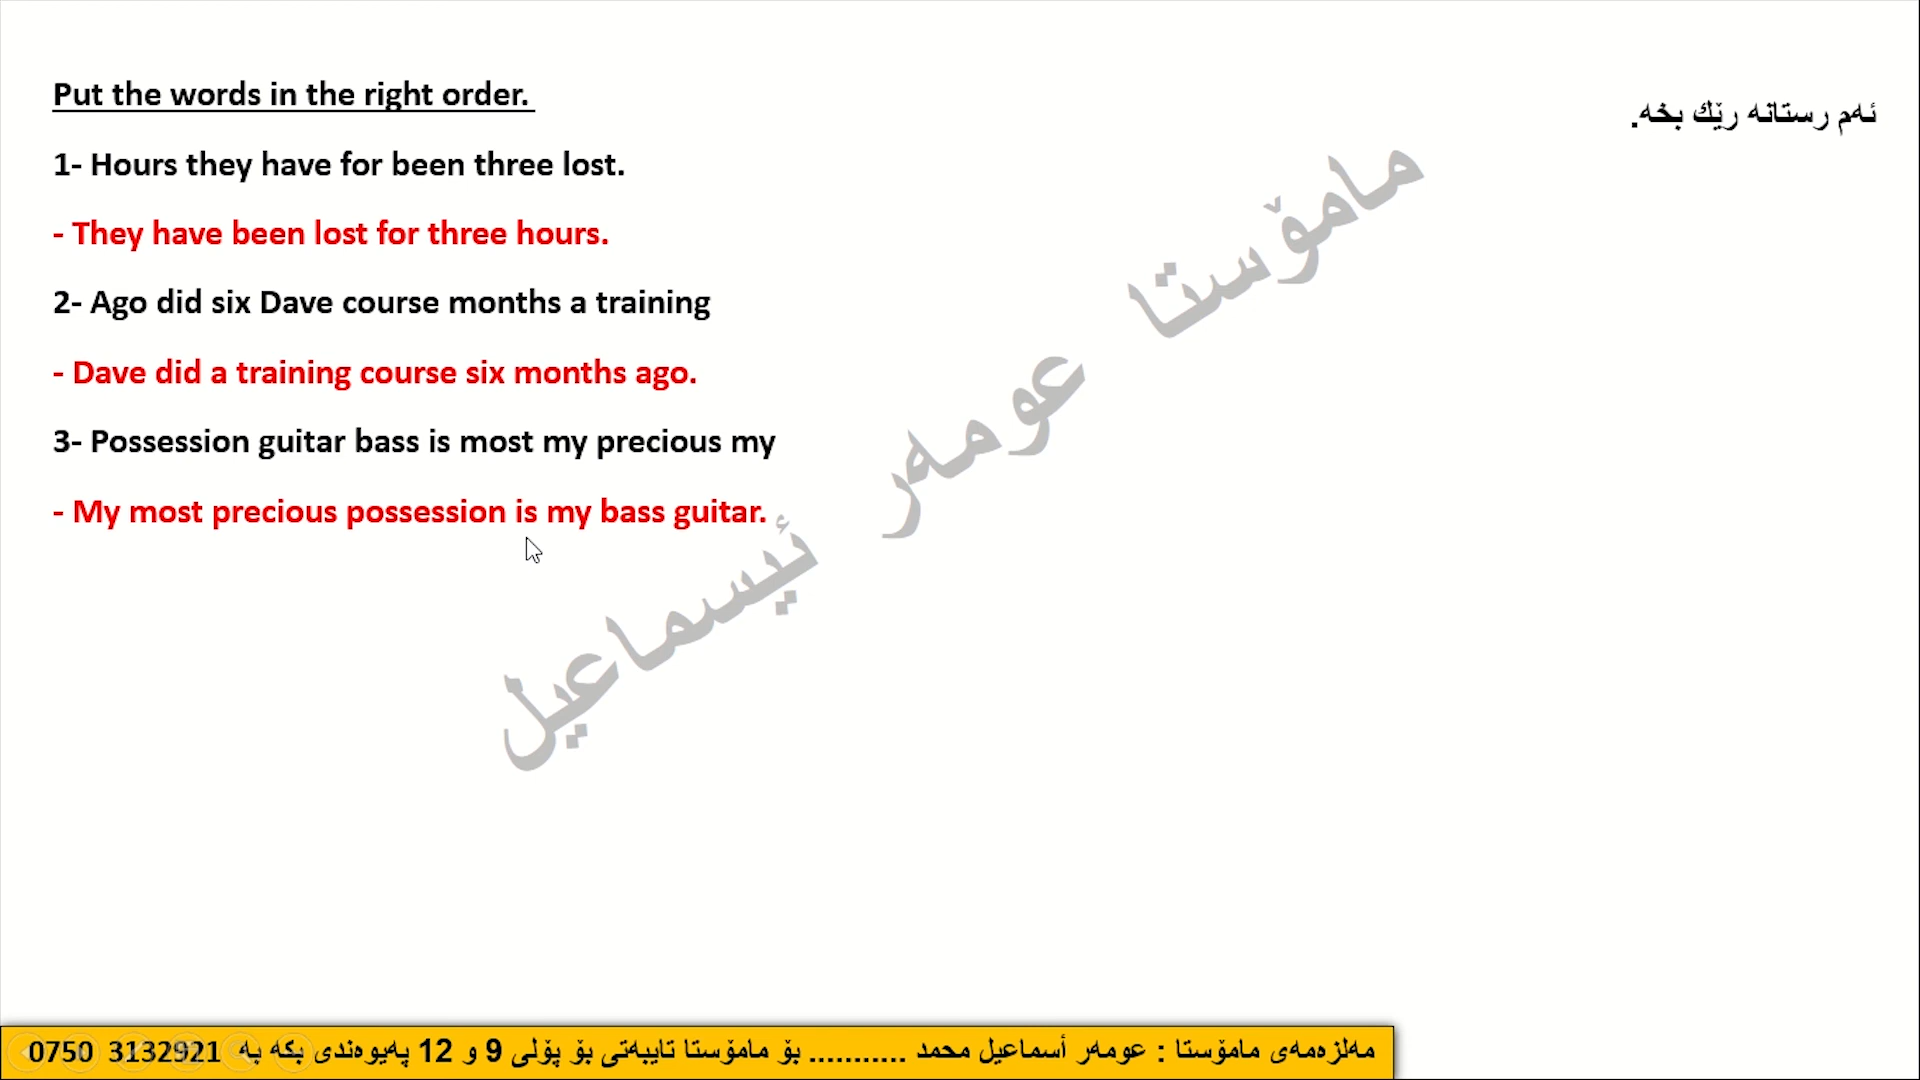 Put the words in the right order.
ئەم رستانە رێك بخە.
1- Hours they have for been three lost.
- They have been lost for three hours.
2- Ago did six Dave course months a training
- Dave did a training course six months ago.
3- Possession guitar bass is most my precious my
- My most precious possession is my bass guitar.
مامۆستا عومەر ئیسماعیل
مەلزەمەی مامۆستا : عومەر أسماعیل محمد ........... بۆ مامۆستا تایبەتی بۆ پۆلی 9 و 12 پەیوەندی بکە بە 3132921 0750